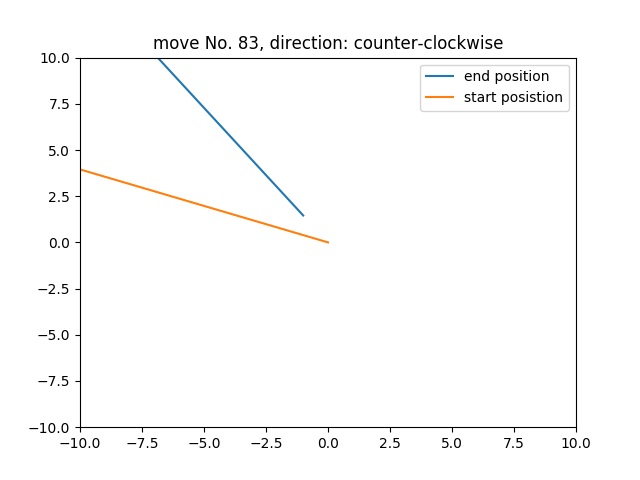 move No. 83, direction: counter-clockwise
end position
start posistion
10.0
7.5
5.0
2.5
0.0
−2.5
−5.0
−7.5
−10.0
−10.0 −7.5 −5.0 −2.5 0.0 2.5 5.0 7.5 10.0